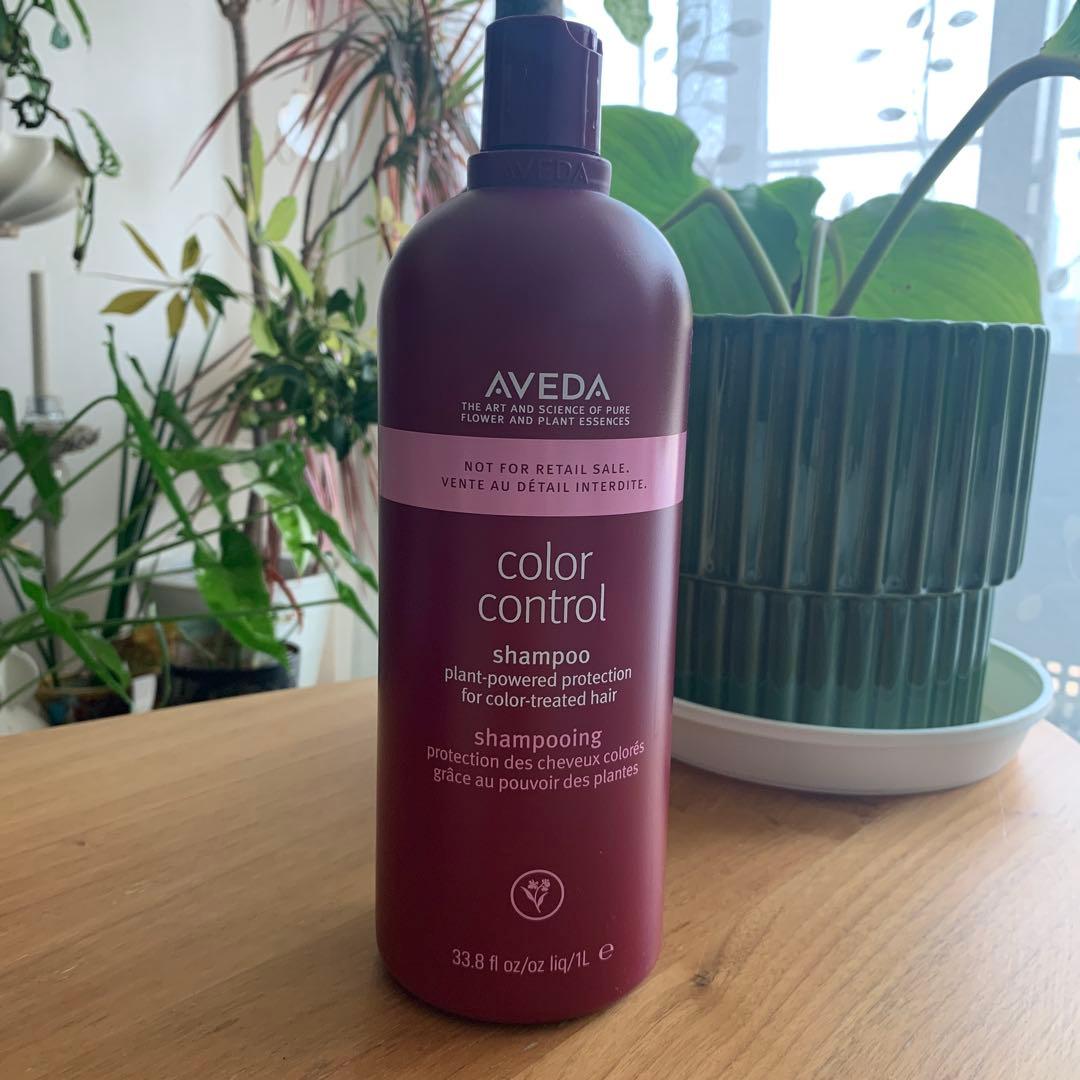 AVEDA
AVEDA
THE ART AND SCIENCE OF PURE
FLOWER AND PLANT ESSENCES
NOT FOR RETAIL SALE.
VENTE AU DÉTAIL INTERDITE.
color
control
shampoo
plant-powered protection
for color-treated hair
shampooing
protection des cheveux colorés
grâce au pouvoir des plantes
33.8 fl oz/oz liq/1L ℮